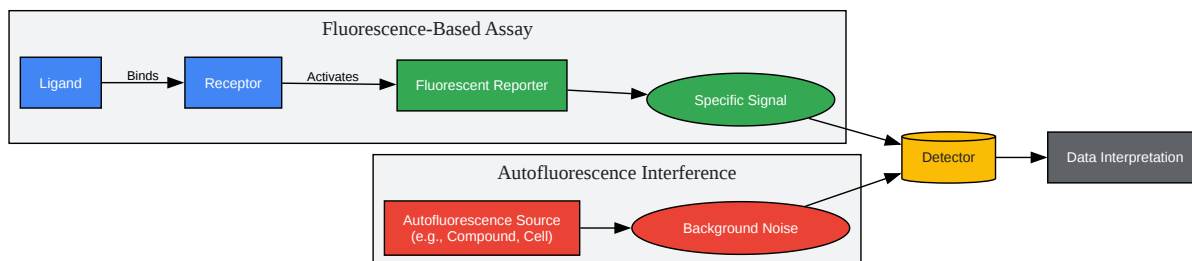 Fluorescence-Based Assay
Ligand
Binds
Receptor
Activates
Fluorescent Reporter
Specific Signal
Detector
Data Interpretation
Autofluorescence Interference
Autofluorescence Source
(e.g., Compound, Cell)
Background Noise